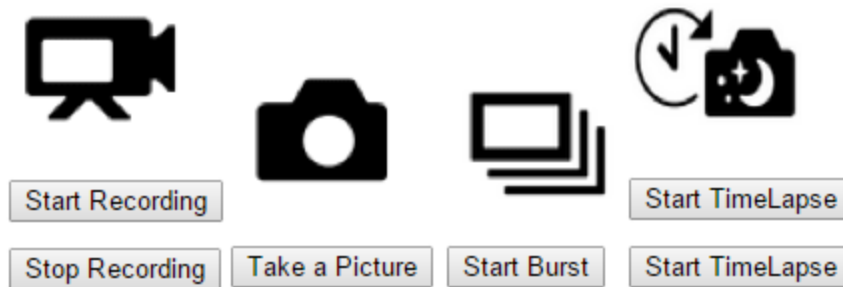 Start Recording
Start TimeLapse
Stop Recording
Take a Picture
Start Burst
Start TimeLapse